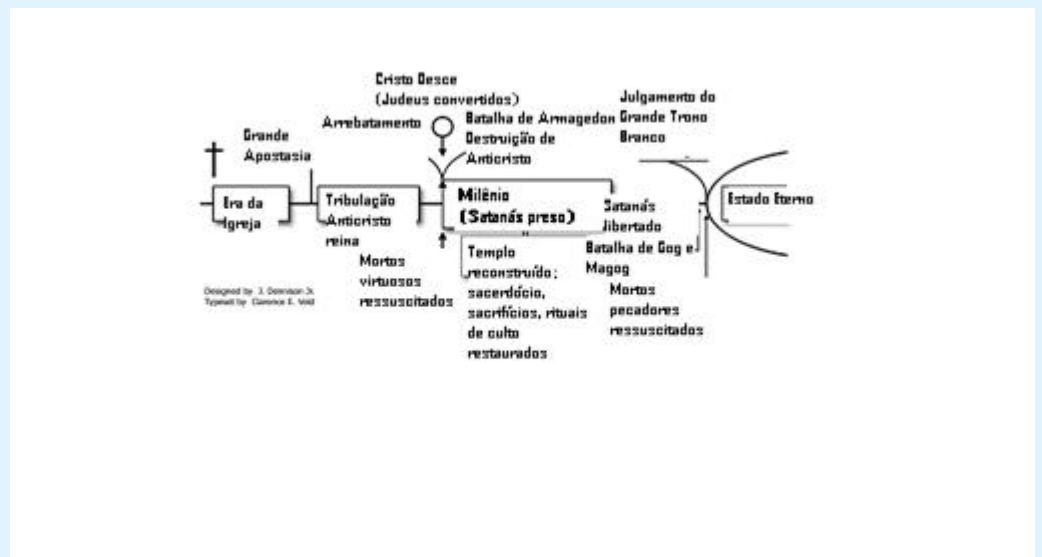 Cristo Desce
(Judeus convertidos)
Arrebatamento
Batalha de Armagedon
Destruição de
Anticristo
Julgamento do
Grande Trono
Branco
Grande
Apostasia
Era da
Igreja
Tribulação
Anticristo
reina
Milênio
(Satanás preso)
Satanás
libertado
Estado Eterno
Mortos
virtuosos
ressuscitados
Templo
reconstruído;
sacerdócio,
sacrifícios, rituais
de culto
restaurados
Batalha de Gog e
Magog
Mortos
pecadores
ressuscitados
Designed by J. Dennison Jr.
Typeset by Clarence E. Vold